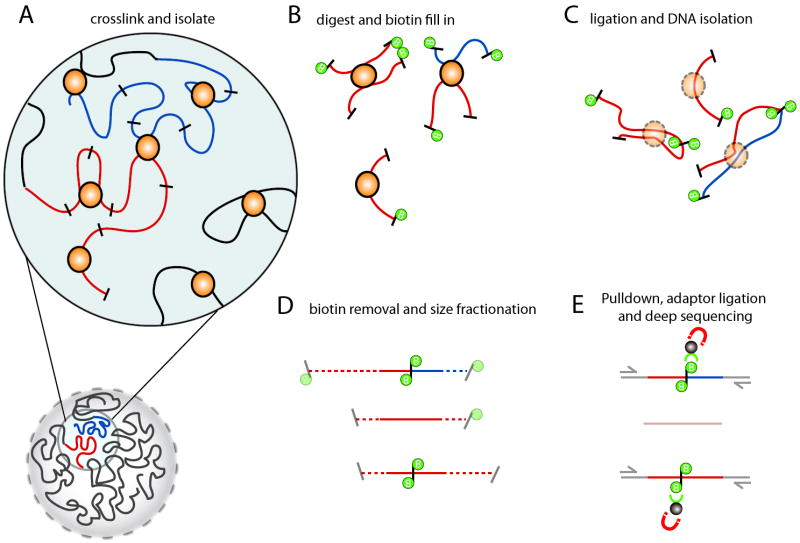 A
crosslink and isolate
B
digest and biotin fill in
C
ligation and DNA isolation
D
biotin removal and size fractionation
E
Pulldown, adaptor ligation
and deep sequencing